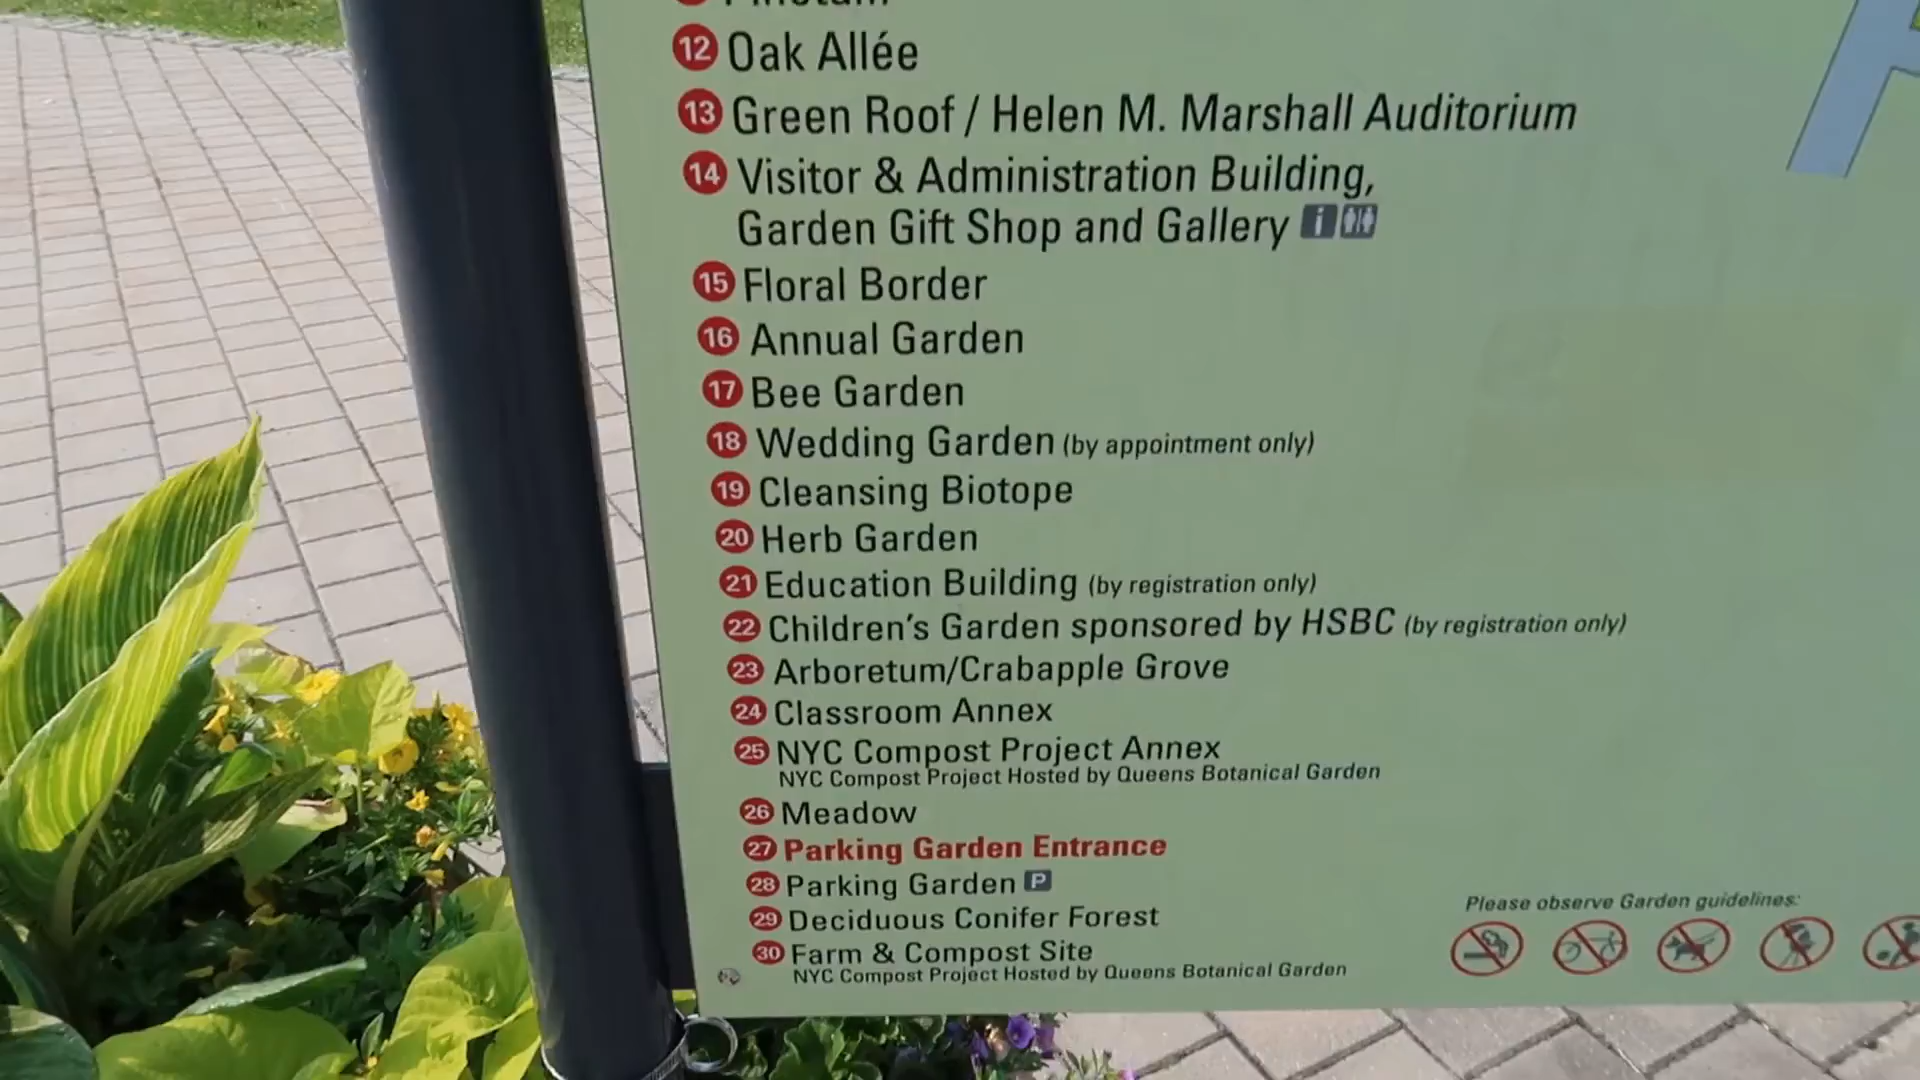 12 Oak Allée
13 Green Roof / Helen M. Marshall Auditorium
14 Visitor & Administration Building,
Garden Gift Shop and Gallery i
15 Floral Border
16 Annual Garden
17 Bee Garden
18 Wedding Garden (by appointment only)
19 Cleansing Biotope
20 Herb Garden
21 Education Building (by registration only)
22 Children's Garden sponsored by HSBC (by registration only)
23 Arboretum/Crabapple Grove
24 Classroom Annex
25 NYC Compost Project Annex
NYC Compost Project Hosted by Queens Botanical Garden
26 Meadow
27 Parking Garden Entrance
28 Parking Garden P
29 Deciduous Conifer Forest
30 Farm & Compost Site
NYC Compost Project Hosted by Queens Botanical Garden
Please observe Garden guidelines: